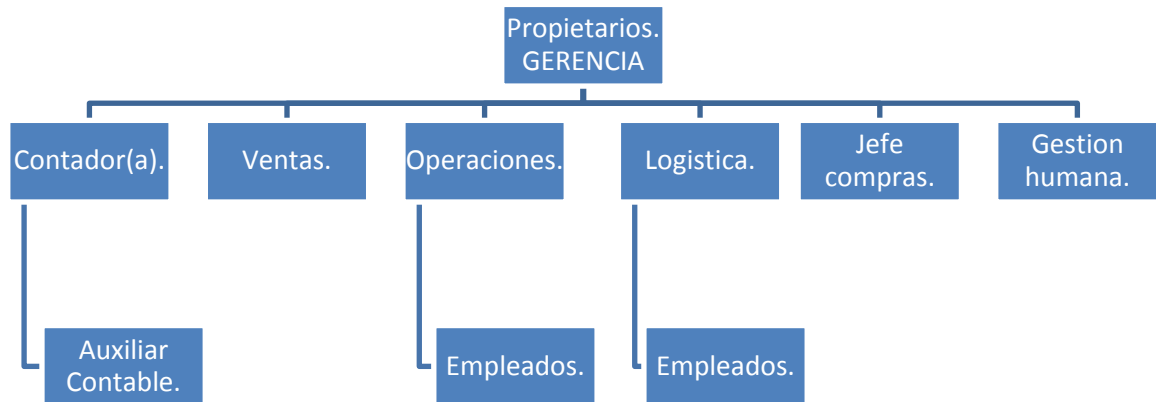 Propietarios.
GERENCIA
Contador(a).
Ventas.
Operaciones.
Logistica.
Jefe
compras.
Gestion
humana.
Auxiliar
Contable.
Empleados.
Empleados.